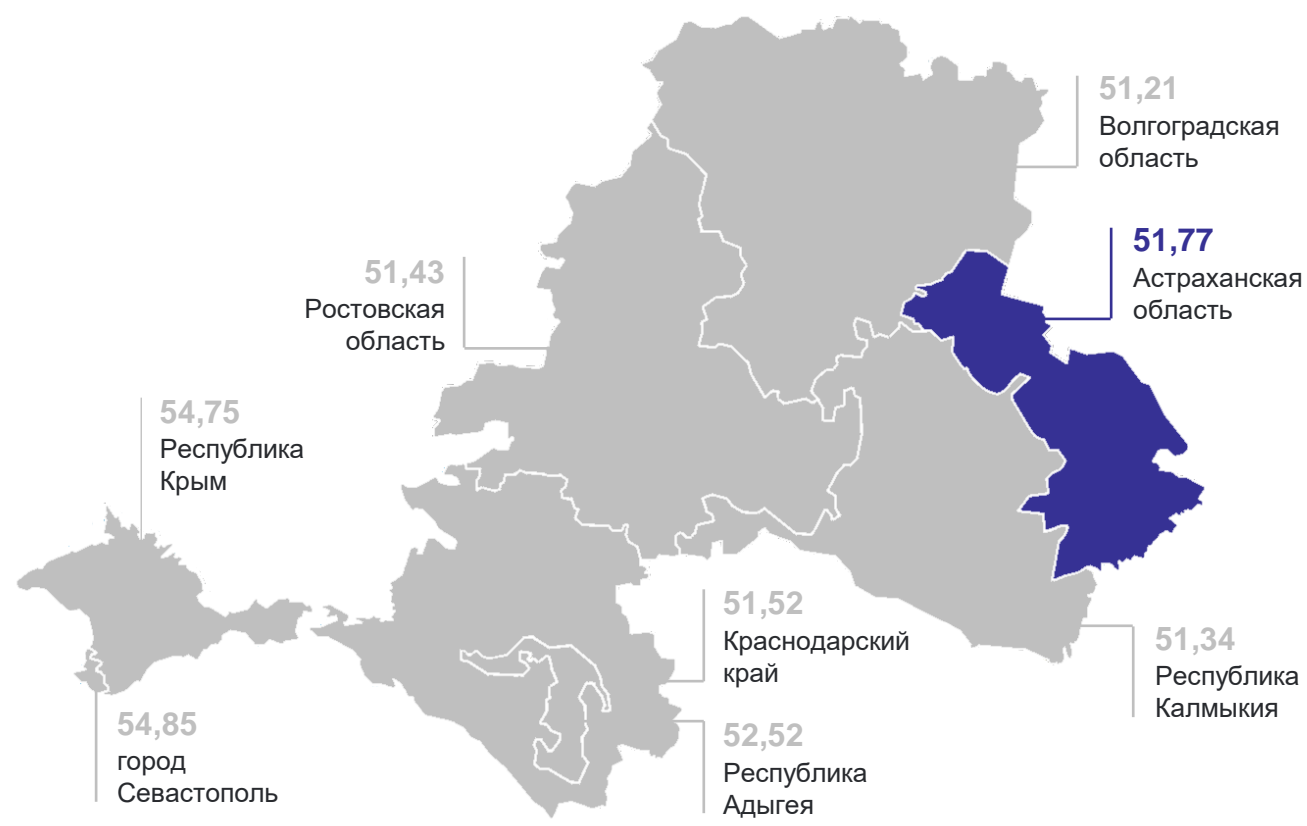 51,21
Волгоградская
область
51,77
Астраханская
область
51,43
Ростовская
область
54,75
Республика
Крым
51,52
Краснодарский
край
51,34
Республика
Калмыкия
54,85
город
Севастополь
52,52
Республика
Адыгея